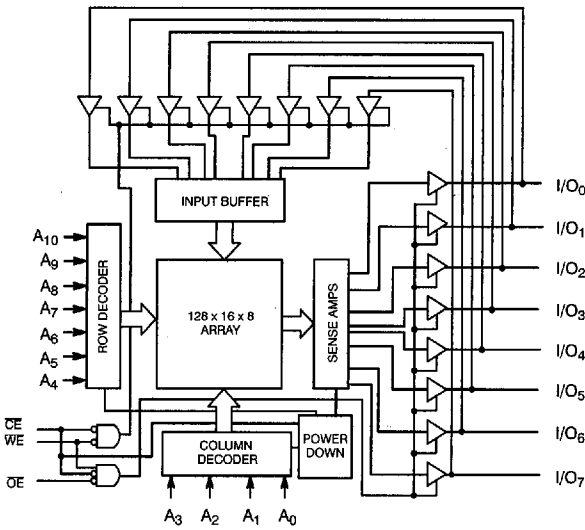 INPUT BUFFER
I/O0
I/O1
I/O2
I/O3
I/O4
I/O5
I/O6
I/O7
A10
A9
A8
A7
A6
A5
A4
ROW DECODER
128 x 16 x 8
ARRAY
SENSE AMPS
CE
WE
OE
COLUMN
DECODER
POWER
DOWN
A3
A2
A1
A0